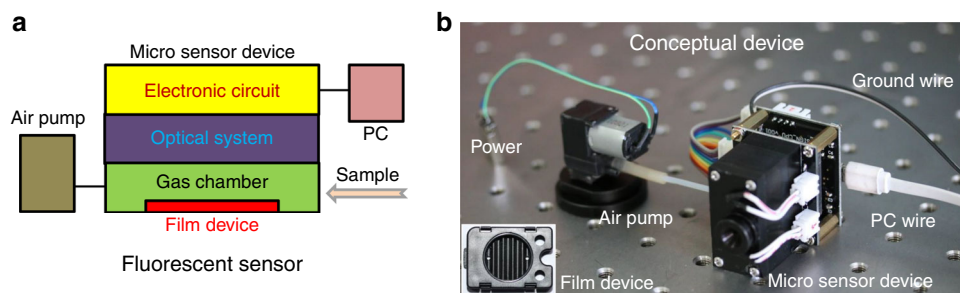 a
Micro sensor device
Electronic circuit
Air pump
PC
Optical system
Gas chamber
Sample
Film device
Fluorescent sensor
b
Conceptual device
Ground wire
Power
Air pump
PC wire
Film device
Micro sensor device